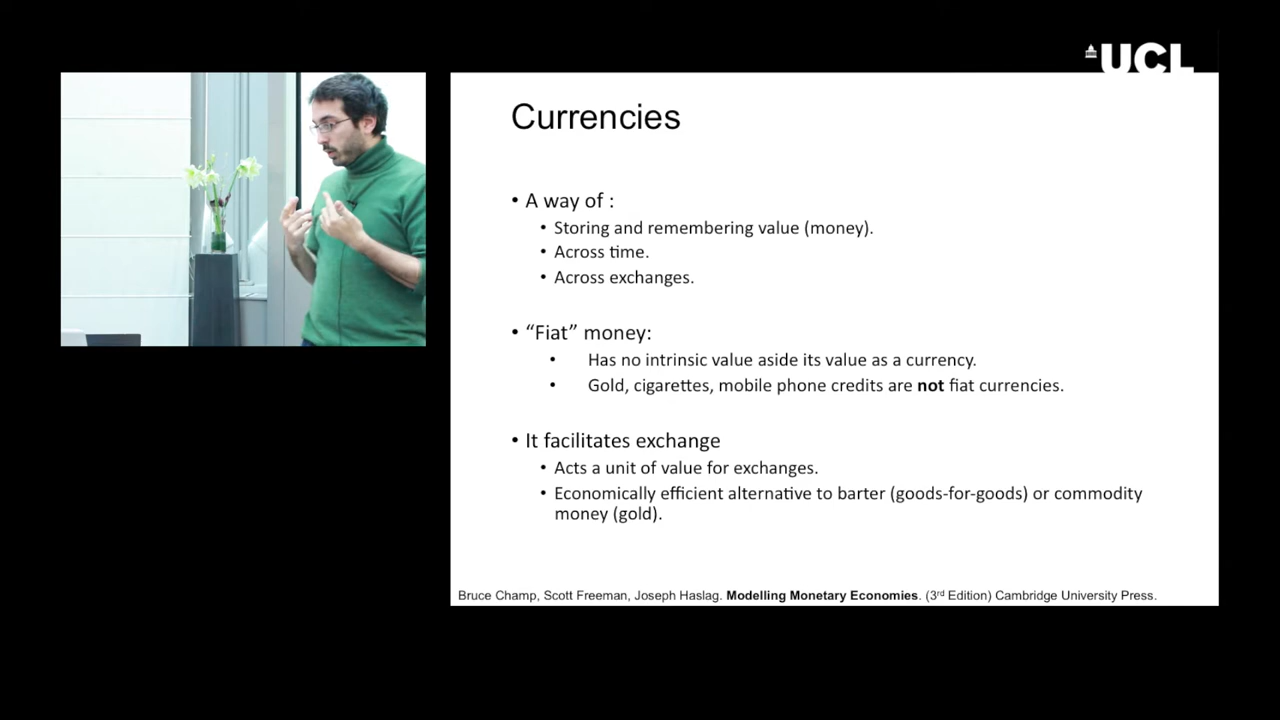 UCL
Currencies
• A way of :
• Storing and remembering value (money).
• Across time.
• Across exchanges.
• “Fiat” money:
• Has no intrinsic value aside its value as a currency.
• Gold, cigarettes, mobile phone credits are not fiat currencies.
• It facilitates exchange
• Acts a unit of value for exchanges.
• Economically efficient alternative to barter (goods-for-goods) or commodity
money (gold).
Bruce Champ, Scott Freeman, Joseph Haslag. Modelling Monetary Economies. (3rd Edition) Cambridge University Press.